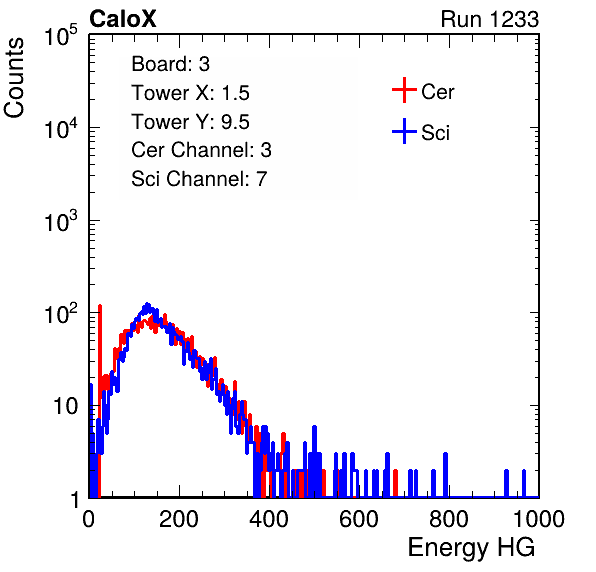 CaloX Run 1233
Counts
10^5
10^4
10^3
10^2
10
1
Board: 3
Tower X: 1.5
Tower Y: 9.5
Cer Channel: 3
Sci Channel: 7
Cer
Sci
0 200 400 600 800 1000
Energy HG